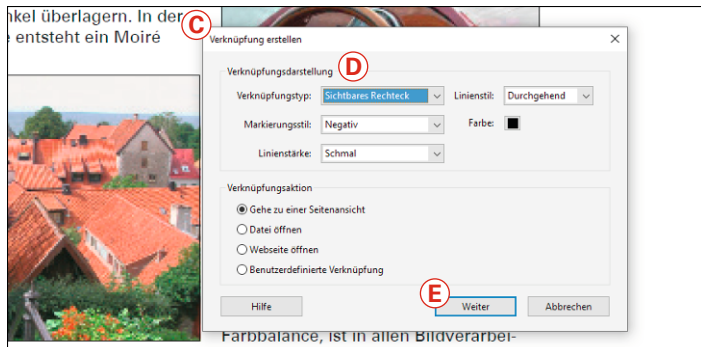 nkel überlagern. In der
e entsteht ein Moiré
C
Verknüpfung erstellen
D
Verknüpfungsdarstellung
Verknüpfungstyp: Sichtbares Rechteck Linienstil: Durchgehend
Markierungsstil: Negativ Farbe:
Linienstärke: Schmal
Verknüpfungsaktion
Gehe zu einer Seitenansicht
Datei öffnen
Webseite öffnen
Benutzerdefinierte Verknüpfung
E
Hilfe Weiter Abbrechen
Farbbalance, ist in allen Bildverarbei-